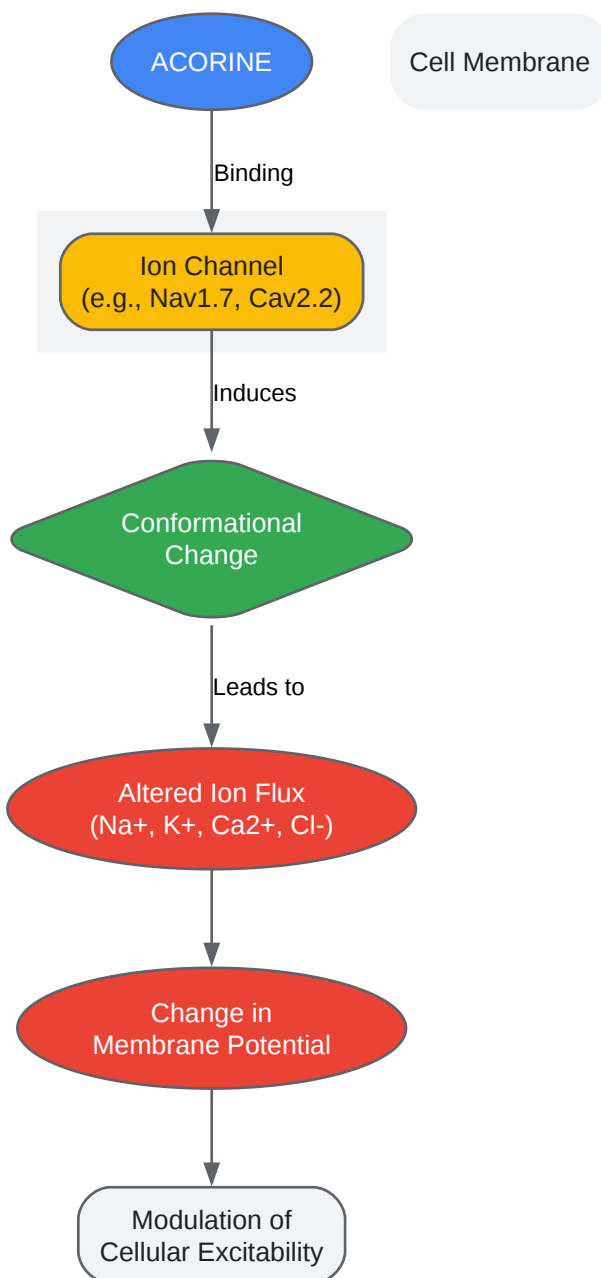 ACORINE
Cell Membrane
Binding
Ion Channel
(e.g., Nav1.7, Cav2.2)
Induces
Conformational
Change
Leads to
Altered Ion Flux
(Na+, K+, Ca2+, Cl-)
Change in
Membrane Potential
Modulation of
Cellular Excitability